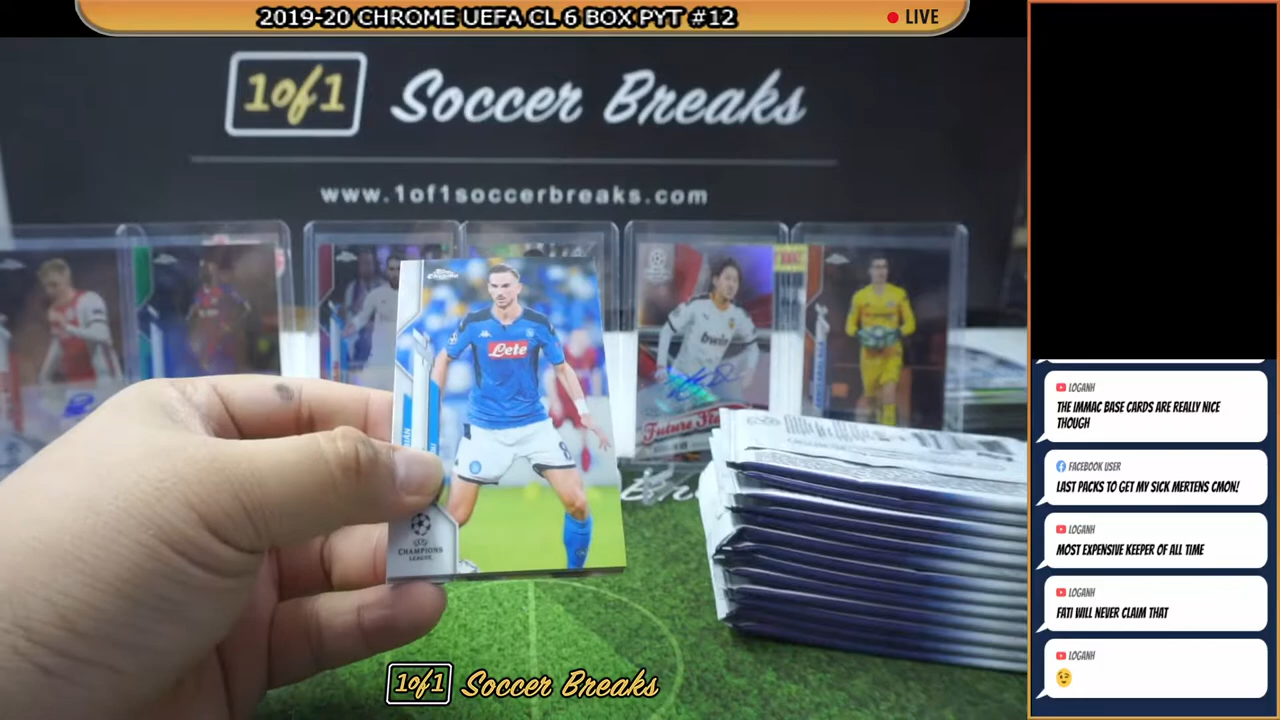 2019-20 CHROME UEFA CL 6 BOX PYT #12
LIVE
1of1 Soccer Breaks
www.1of1soccerbreaks.com
Lete
8
CHAMPIONS
LEAGUE
bwin
Future
LOGANH
THE IMMAC BASE CARDS ARE REALLY NICE
THOUGH
FACEBOOK USER
LAST PACKS TO GET MY SICK MERTENS CMON!
LOGANH
MOST EXPENSIVE KEEPER OF ALL TIME
LOGANH
FATI WILL NEVER CLAIM THAT
LOGANH
1of1 Soccer Breaks